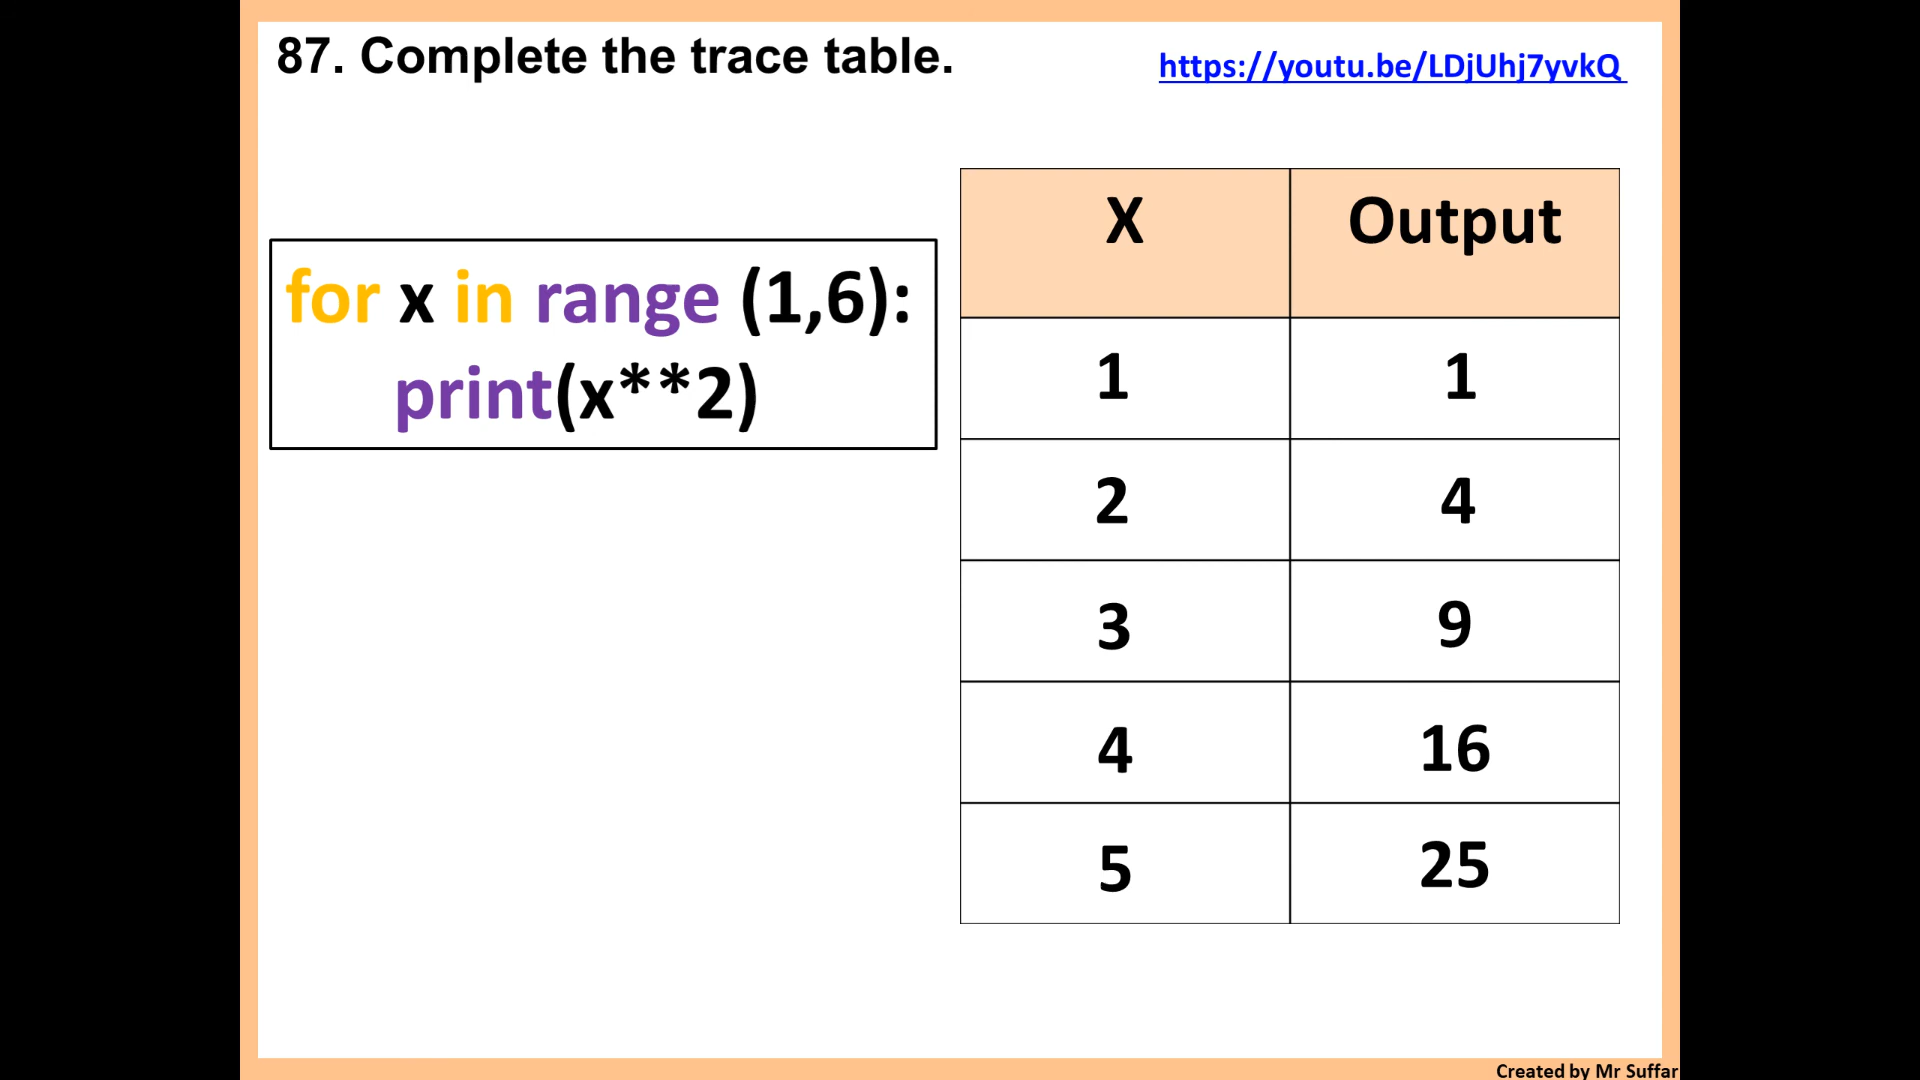 87. Complete the trace table.
https://youtu.be/LDjUhj7yvkQ
for x in range (1,6):
print(x**2)
X Output
1 1
2 4
3 9
4 16
5 25
Created by Mr Suffar